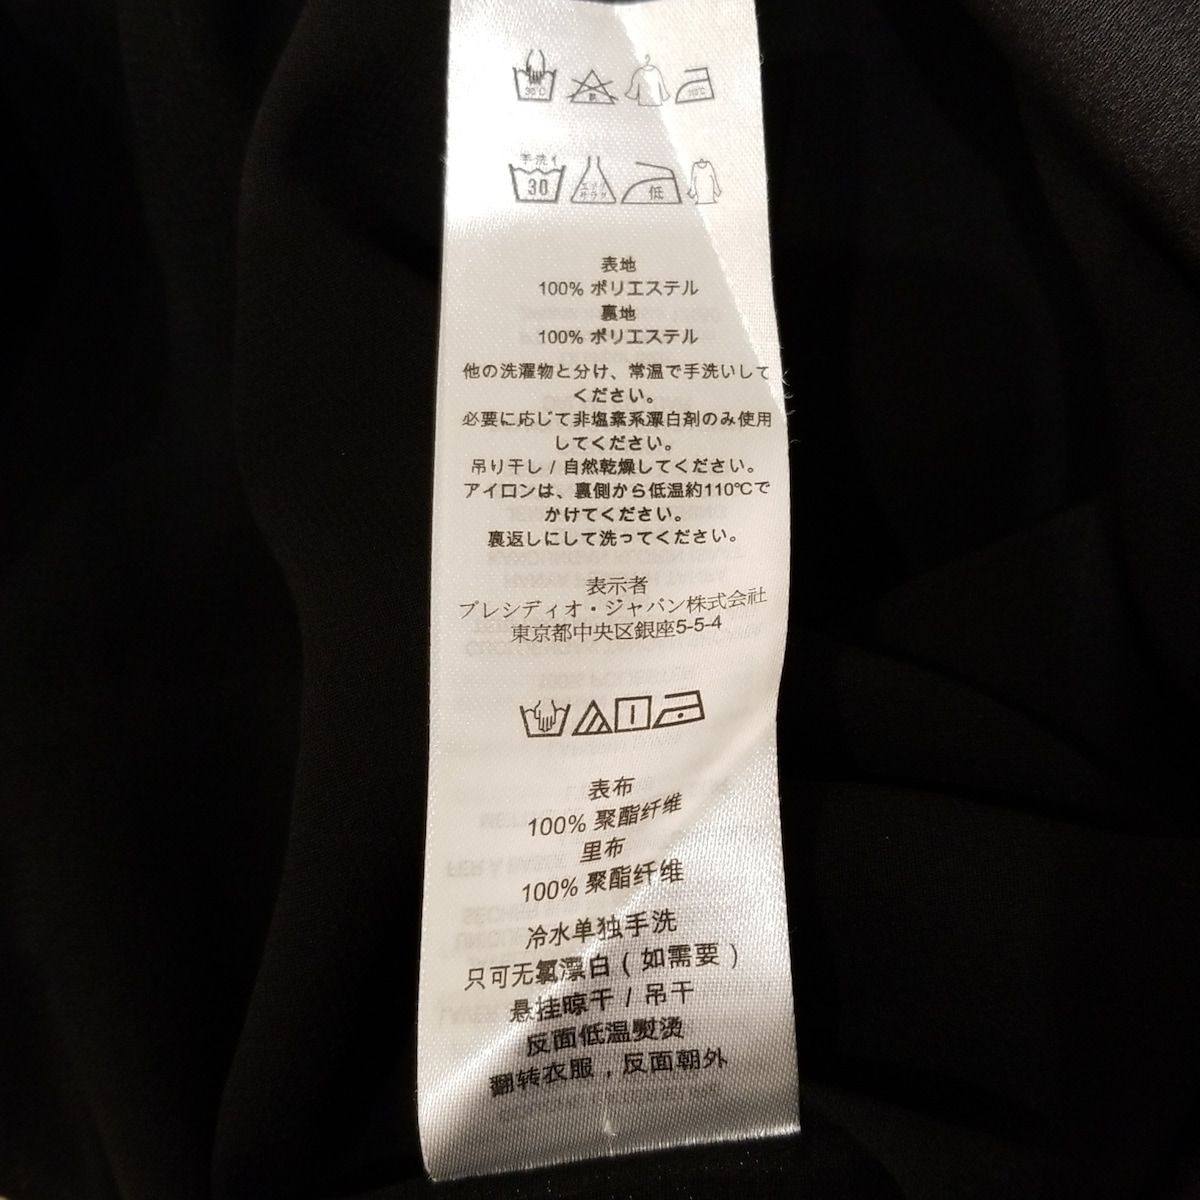 30°C
110°C
手洗イ
30
エンソ
サラシ
低
表地
100% ポリエステル
裏地
100% ポリエステル
他の洗濯物と分け、常温で手洗いして
ください。
必要に応じて非塩素系漂白剤のみ使用
してください。
吊り干し / 自然乾燥してください。
アイロンは、裏側から低温約110℃で
かけてください。
裏返しにして洗ってください。
表示者
プレシディオ・ジャパン株式会社
東京都中央区銀座5-5-4
表布
100% 聚酯纤维
里布
100% 聚酯纤维
冷水单独手洗
只可无氯漂白 ( 如需要 )
悬挂晾干 / 吊干
反面低温熨烫
翻转衣服，反面朝外